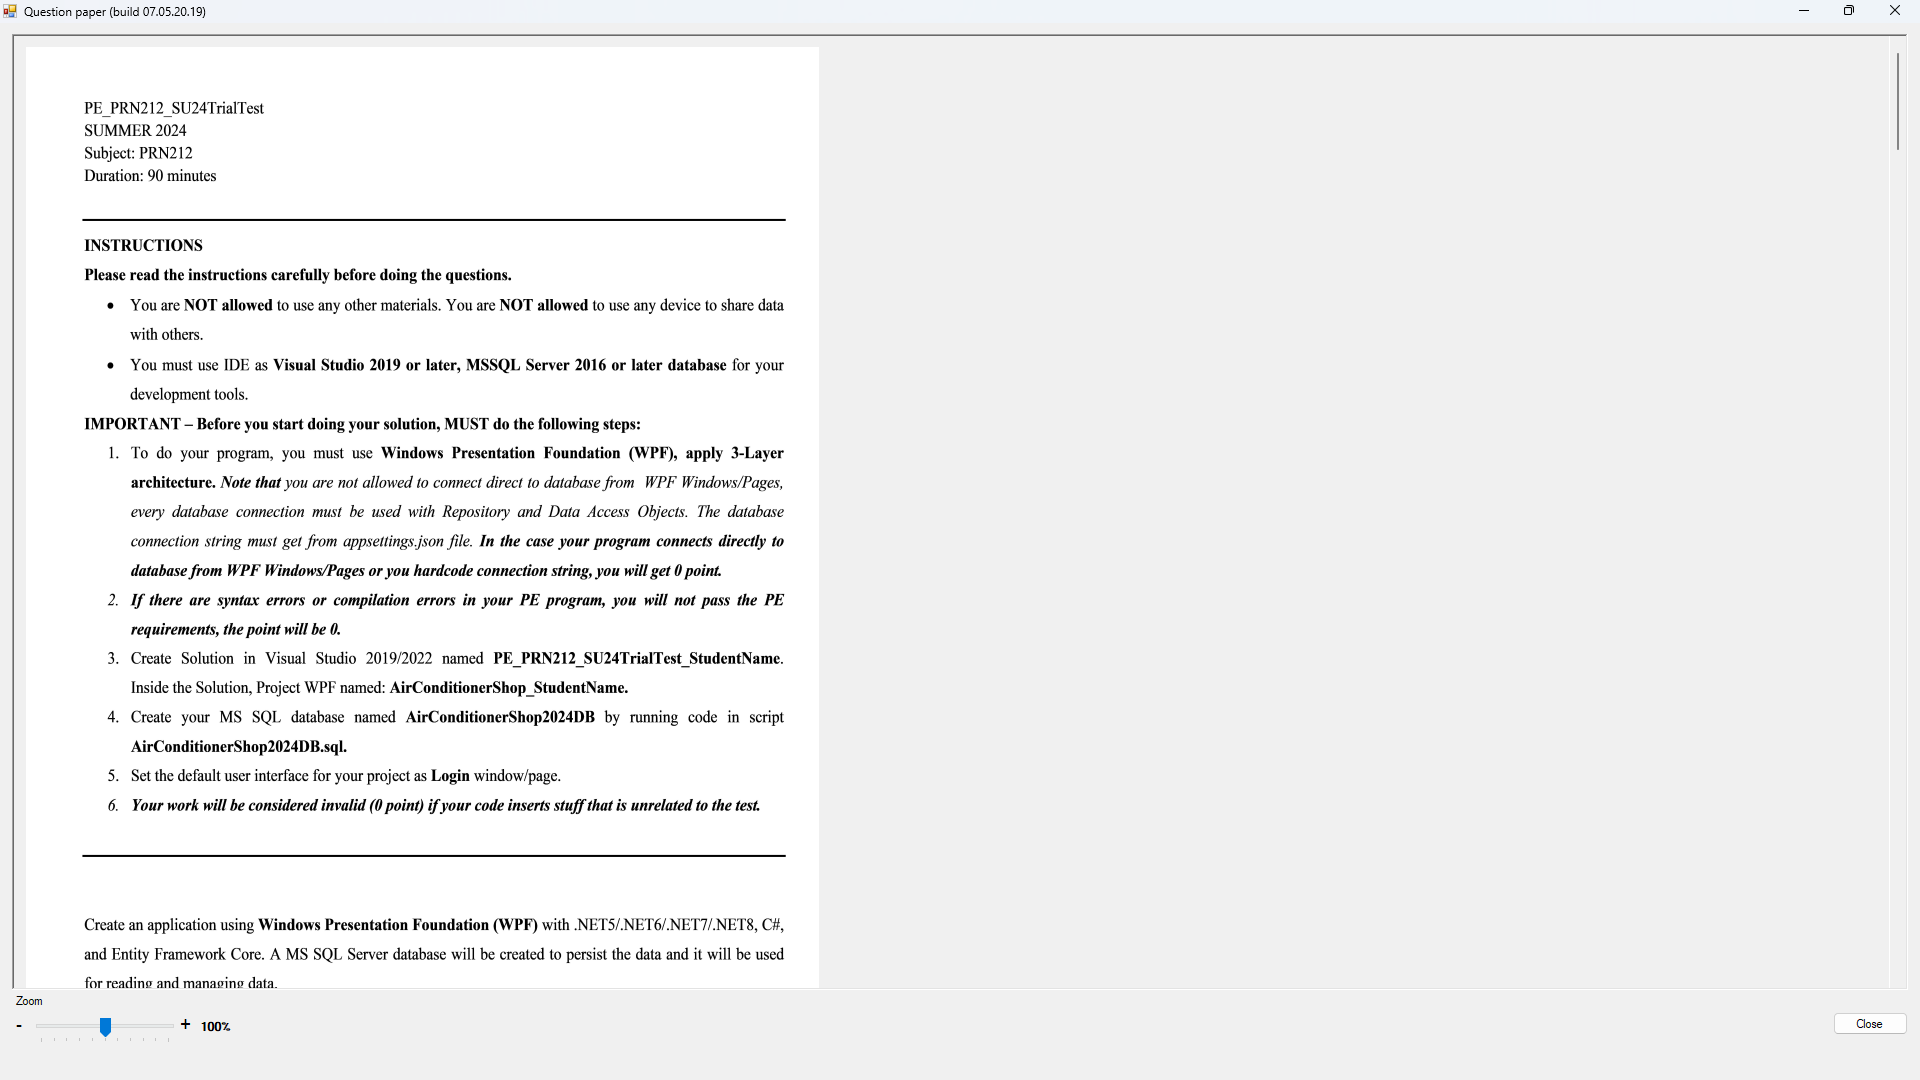 Question paper (build 07.05.20.19)
PE_PRN212_SU24TrialTest
SUMMER 2024
Subject: PRN212
Duration: 90 minutes
INSTRUCTIONS
Please read the instructions carefully before doing the questions.
• You are NOT allowed to use any other materials. You are NOT allowed to use any device to share data
with others.
• You must use IDE as Visual Studio 2019 or later, MSSQL Server 2016 or later database for your
development tools.
IMPORTANT – Before you start doing your solution, MUST do the following steps:
1. To do your program, you must use Windows Presentation Foundation (WPF), apply 3-Layer
architecture. Note that you are not allowed to connect direct to database from WPF Windows/Pages,
every database connection must be used with Repository and Data Access Objects. The database
connection string must get from appsettings.json file. In the case your program connects directly to
database from WPF Windows/Pages or you hardcode connection string, you will get 0 point.
2. If there are syntax errors or compilation errors in your PE program, you will not pass the PE
requirements, the point will be 0.
3. Create Solution in Visual Studio 2019/2022 named PE_PRN212_SU24TrialTest_StudentName.
Inside the Solution, Project WPF named: AirConditionerShop_StudentName.
4. Create your MS SQL database named AirConditionerShop2024DB by running code in script
AirConditionerShop2024DB.sql.
5. Set the default user interface for your project as Login window/page.
6. Your work will be considered invalid (0 point) if your code inserts stuff that is unrelated to the test.
Create an application using Windows Presentation Foundation (WPF) with .NET5/.NET6/.NET7/.NET8, C#,
and Entity Framework Core. A MS SQL Server database will be created to persist the data and it will be used
for reading and managing data.
Zoom
- + 100%
Close